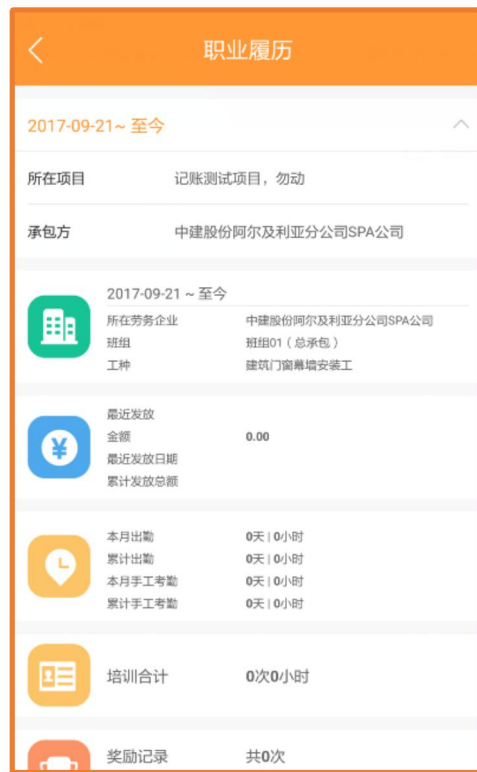 职业履历
2017-09-21~ 至今
所在项目 记账测试项目，勿动
承包方 中建股份阿尔及利亚分公司SPA公司
2017-09-21 ~ 至今
所在劳务企业 中建股份阿尔及利亚分公司SPA公司
班组 班组01（总承包）
工种 建筑门窗幕墙安装工
最近发放
金额 0.00
最近发放日期
累计发放总额
本月出勤 0天 | 0小时
累计出勤 0天 | 0小时
本月手工考勤 0天 | 0小时
累计手工考勤 0天 | 0小时
培训合计 0次0小时
奖励记录 共0次